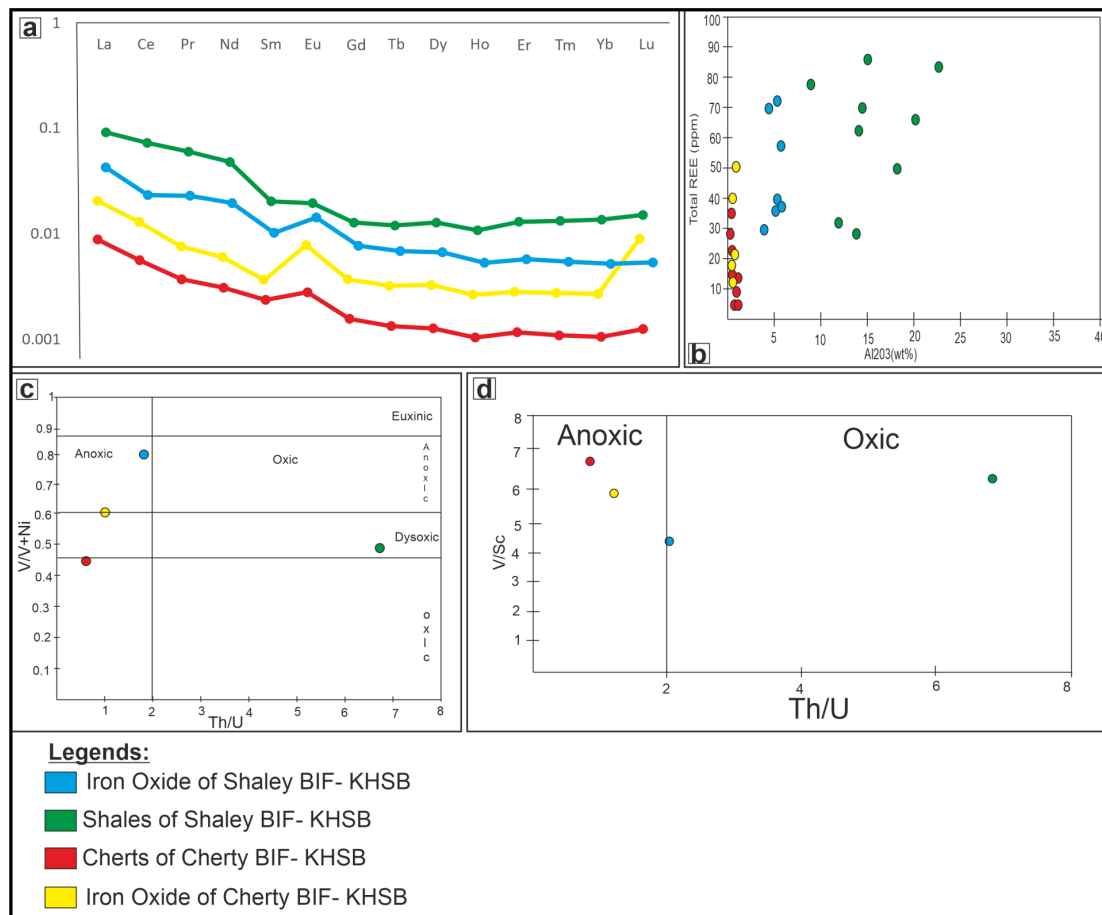 a
1
La Ce Pr Nd Sm Eu Gd Tb Dy Ho Er Tm Yb Lu
0.1
0.01
0.001
100
90
80
70
60
50
40
30
20
10
Total REE (ppm)
5 10 15 20 25 30 35 40
Al203(wt%)
b
c
1
0.9
0.8
0.7
0.6
0.5
0.4
0.3
0.2
0.1
V/V+Ni
Euxinic
Anoxic
Oxic
AnoxIc
Dysoxic
oxIc
1 2 3 4 5 6 7 8
Th/U
d
8
7
6
5
4
3
2
1
V/Sc
Anoxic
Oxic
2 4 6 8
Th/U
Legends:
Iron Oxide of Shaley BIF- KHSB
Shales of Shaley BIF- KHSB
Cherts of Cherty BIF- KHSB
Iron Oxide of Cherty BIF- KHSB